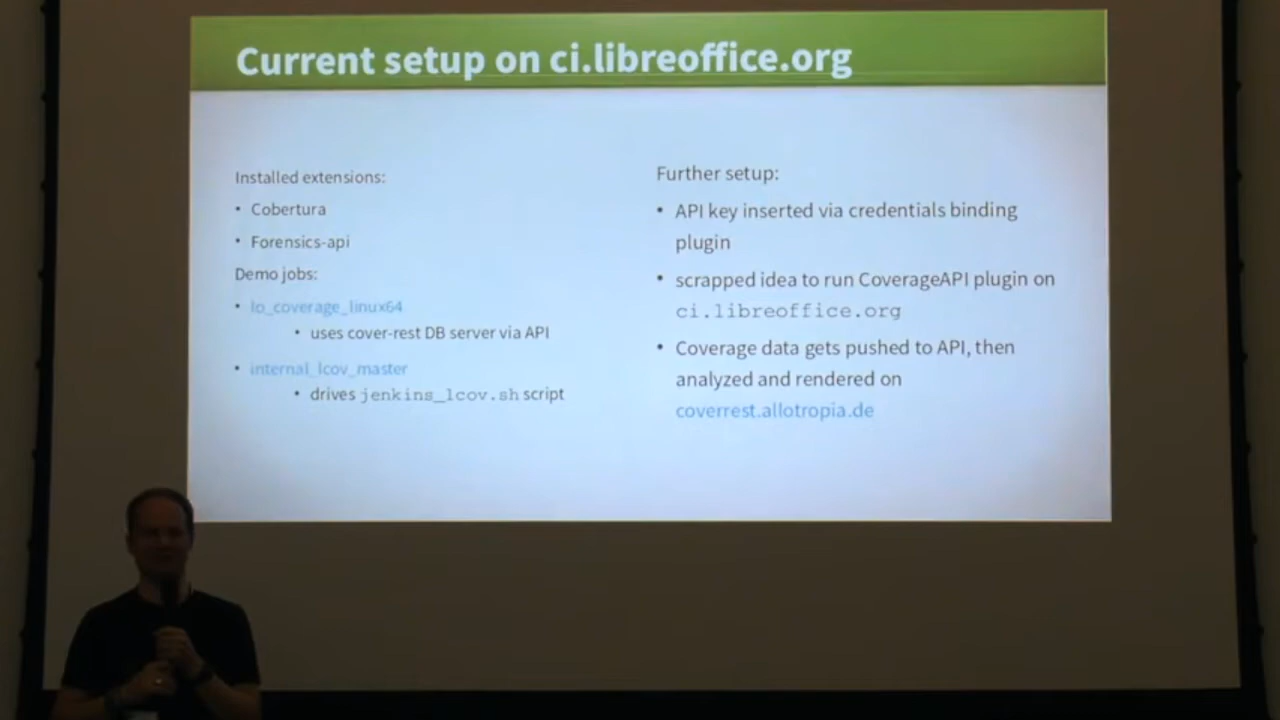 Current setup on ci.libreoffice.org
Installed extensions:
• Cobertura
• Forensics-api
Demo jobs:
• lo_coverage_linux64
• uses cover-rest DB server via API
• internal_lcov_master
• drives jenkins_lcov.sh script
Further setup:
• API key inserted via credentials binding
plugin
• scrapped idea to run CoverageAPI plugin on
ci.libreoffice.org
• Coverage data gets pushed to API, then
analyzed and rendered on
coverrest.allotropia.de